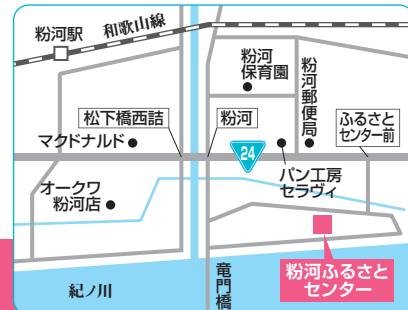 粉河駅
和歌山線
粉河
保育園
粉河郵便局
松下橋西詰
粉河
ふるさと
センター前
マクドナルド
24
パン工房
セラヴィ
オークワ
粉河店
紀ノ川
竜門橋
粉河ふるさと
センター